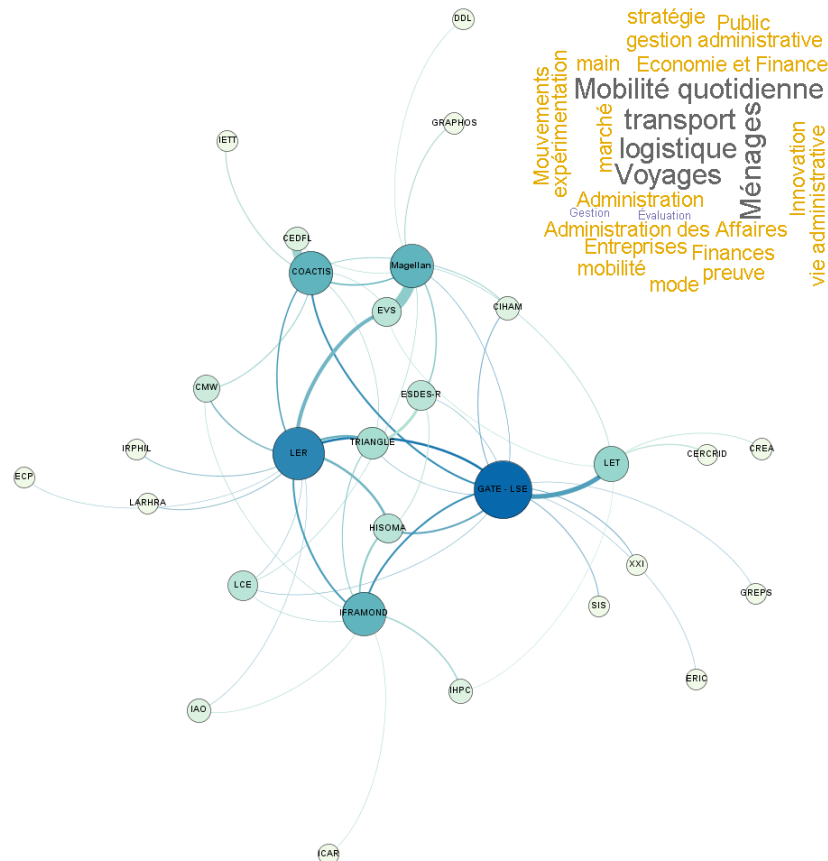 DDL
stratégie
Public
gestion administrative
main
Economie et Finance
Mobilité quotidienne
Mouvements
expérimentation
marché
transport
Ménages
logistique
Voyages
Innovation
vie administrative
Administration
Gestion
Évaluation
Administration des Affaires
Entreprises
Finances
mobilité
preuve
mode
GRAPHOS
IETT
CEDFL
COACTIS
Magellan
EVS
CIHAM
CMW
ESDES-R
IRPHIL
LER
TRIANGLE
LET
CERCRID
CREA
ECP
LARHRA
GATE - LSE
HISOMA
XXI
LCE
IFRAMOND
SIS
GREPS
IHPC
ERIC
IAO
ICAR